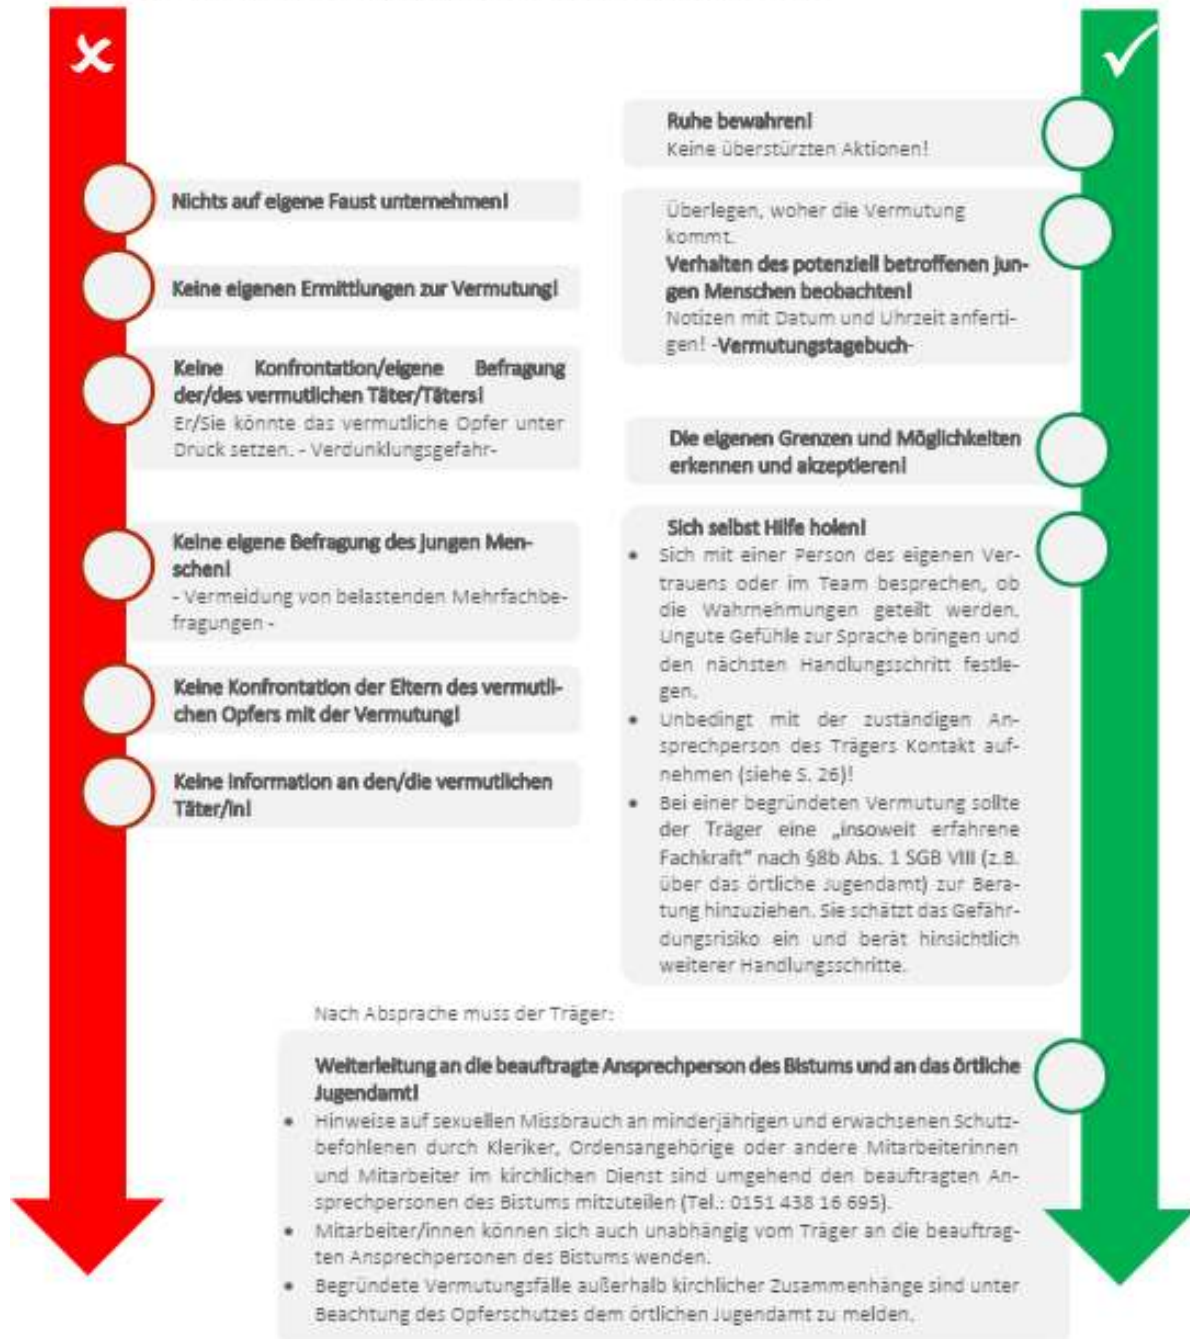 Nichts auf eigene Faust unternehmen!
Keine eigenen Ermittlungen zur Vermutung!
Keine Konfrontation/eigene Befragung
der/des vermutlichen Täter/Täters!
Er/Sie könnte das vermutliche Opfer unter
Druck setzen. - Verdunklungsgefahr-
Keine eigene Befragung des jungen Men-
schen!
- Vermeidung von belastenden Mehrfachbe-
fragungen -
Keine Konfrontation der Eltern des vermutli-
chen Opfers mit der Vermutung!
Keine Information an den/die vermutlichen
Täter/in!
Ruhe bewahren!
Keine überstürzten Aktionen!
Überlegen, woher die Vermutung
kommt.
Verhalten des potenziell betroffenen jun-
gen Menschen beobachten!
Notizen mit Datum und Uhrzeit anferti-
gen! -Vermutungstagebuch-
Die eigenen Grenzen und Möglichkeiten
erkennen und akzeptieren!
Sich selbst Hilfe holen!
• Sich mit einer Person des eigenen Ver-
trauens oder im Team besprechen, ob
die Wahrnehmungen geteilt werden.
Ungute Gefühle zur Sprache bringen und
den nächsten Handlungsschritt festle-
gen.
• Unbedingt mit der zuständigen An-
sprechperson des Trägers Kontakt auf-
nehmen (siehe S. 26)!
• Bei einer begründeten Vermutung sollte
der Träger eine „insoweit erfahrene
Fachkraft“ nach §8b Abs. 1 SGB VIII (z.B.
über das örtliche Jugendamt) zur Bera-
tung hinzuziehen. Sie schätzt das Gefähr-
dungsrisiko ein und berät hinsichtlich
weiterer Handlungsschritte.
Nach Absprache muss der Träger:
Weiterleitung an die beauftragte Ansprechperson des Bistums und an das örtliche
Jugendamt!
• Hinweise auf sexuellen Missbrauch an minderjährigen und erwachsenen Schutz-
befohlenen durch Kleriker, Ordensangehörige oder andere Mitarbeiterinnen
und Mitarbeiter im kirchlichen Dienst sind umgehend den beauftragten An-
sprechpersonen des Bistums mitzuteilen (Tel.: 0151 438 16 695).
• Mitarbeiter/innen können sich auch unabhängig vom Träger an die beauftrag-
ten Ansprechpersonen des Bistums wenden.
• Begründete Vermutungsfälle außerhalb kirchlicher Zusammenhänge sind unter
Beachtung des Opferschutzes dem örtlichen Jugendamt zu melden.